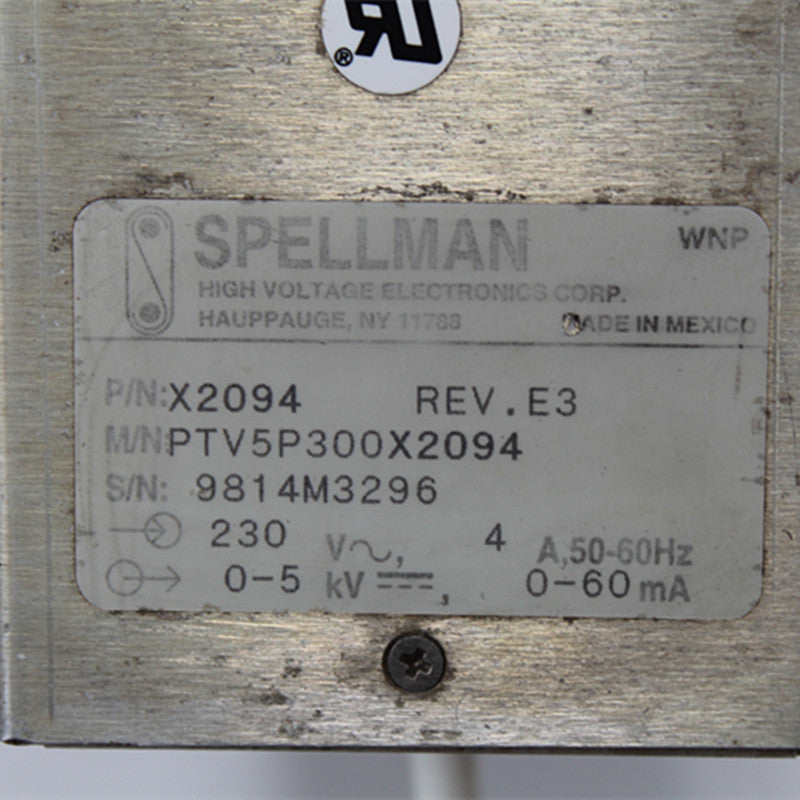 ®
SPELLMAN WNP
HIGH VOLTAGE ELECTRONICS CORP.
HAUPPAUGE, NY 11788 MADE IN MEXICO
P/N:X2094 REV.E3
M/N:PTV5P300X2094
S/N: 9814M3296
230 V~, 4 A,50-60Hz
0-5 kV ⎓, 0-60 mA